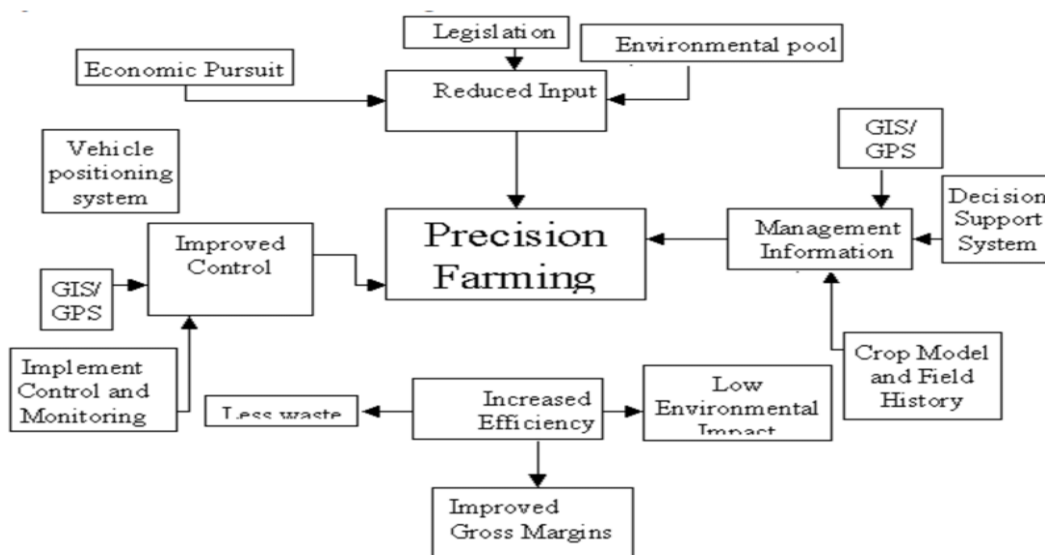 Legislation
Environmental pool
Economic Pursuit
Reduced Input
GIS/
GPS
Vehicle
positioning
system
Decision
Support
System
Improved
Control
Precision
Farming
Management
Information
GIS/
GPS
Implement
Control and
Monitoring
Less waste
Increased
Efficiency
Low
Environmental
Impact
Crop Model
and Field
History
Improved
Gross Margins